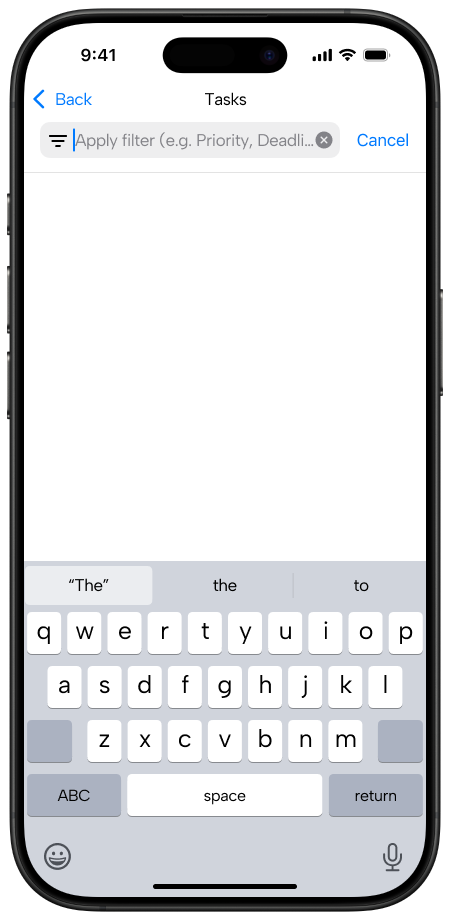 9:41
Back Tasks
Apply filter (e.g. Priority, Deadli... Cancel
“The” the to
q w e r t y u i o p
a s d f g h j k l
z x c v b n m
ABC space return